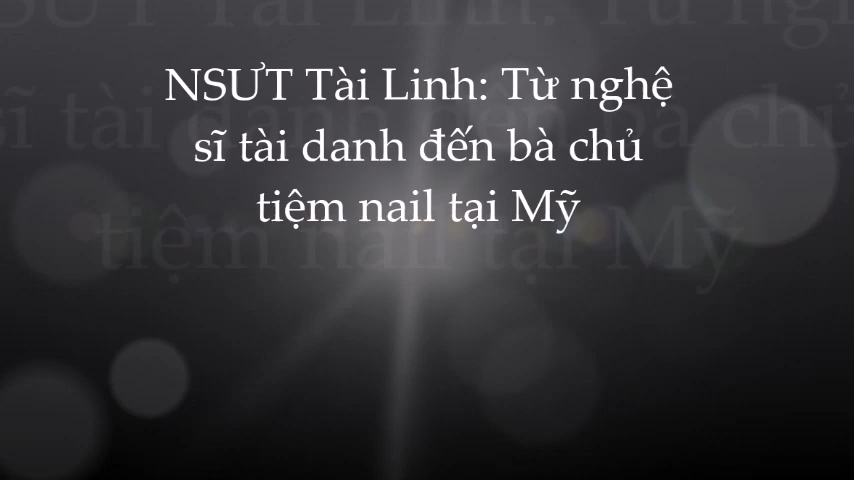 NSƯT Tài Linh: Từ nghệ
sĩ tài danh đến bà chủ
tiệm nail tại Mỹ